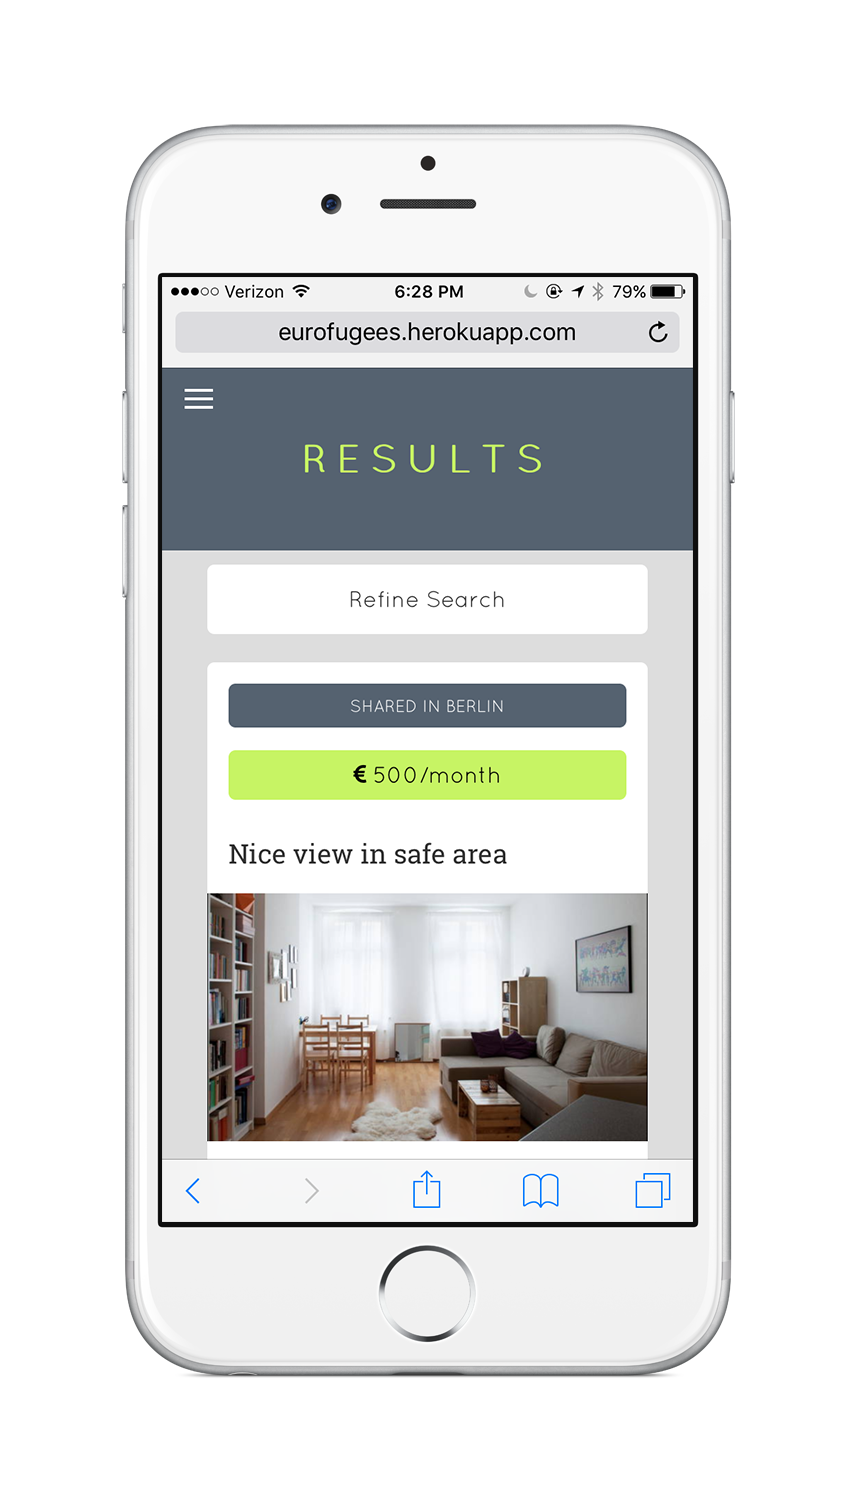 Verizon 6:28 PM 79%
eurofugees.herokuapp.com
RESULTS
Refine Search
SHARED IN BERLIN
€ 500/month
Nice view in safe area